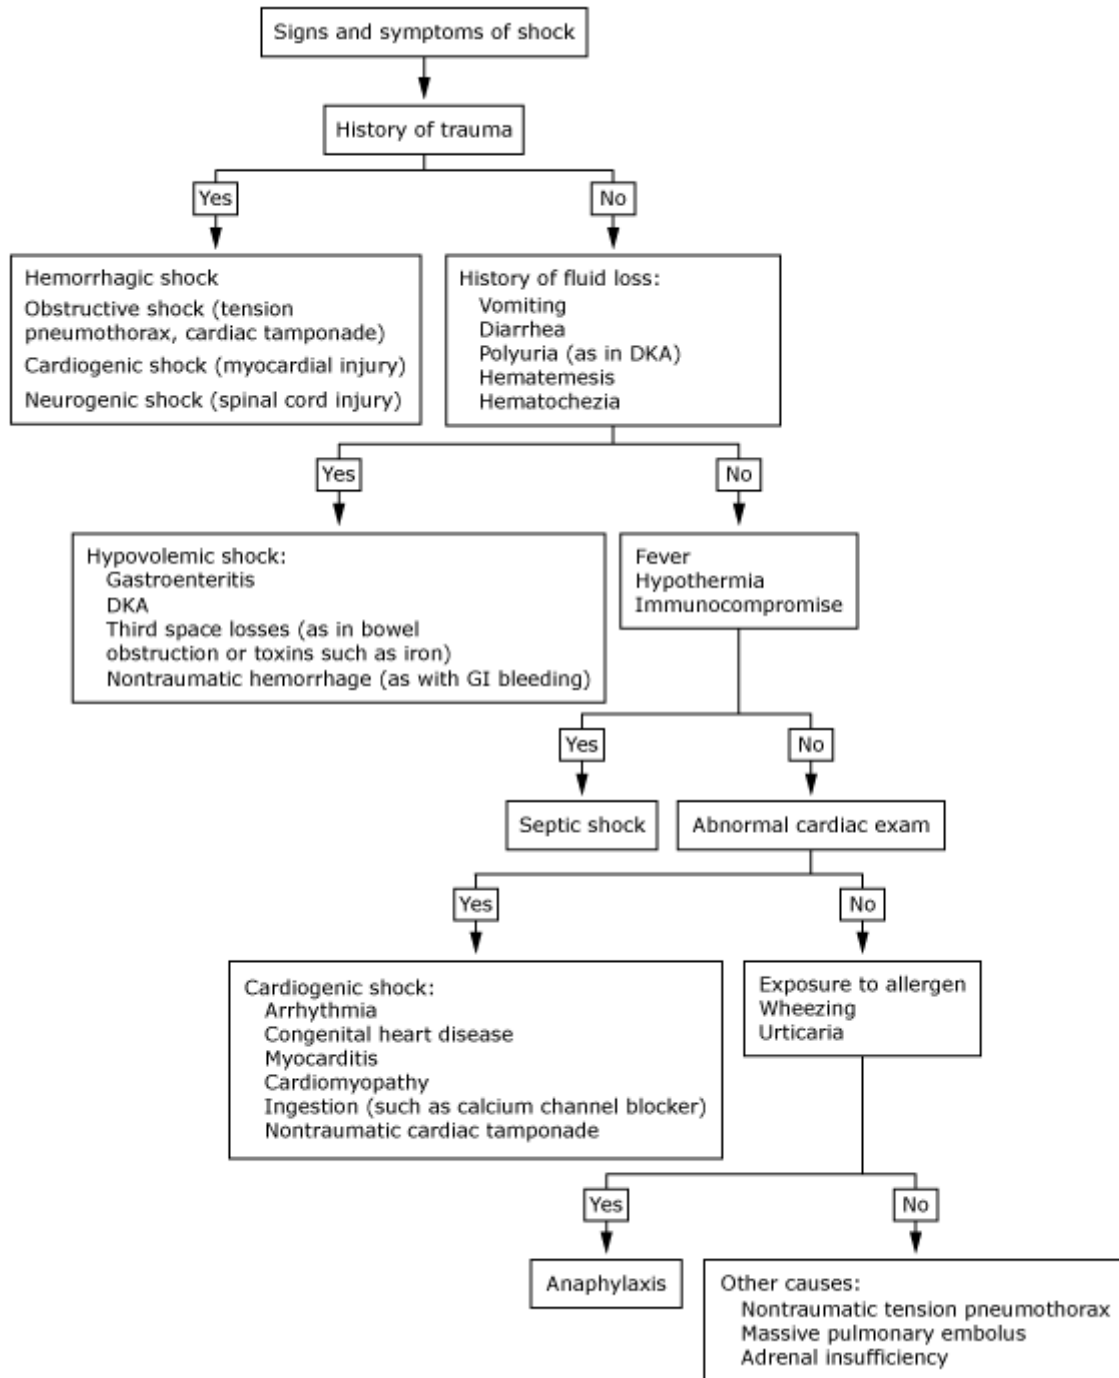 Signs and symptoms of shock
History of trauma
Yes
No
Hemorrhagic shock
Obstructive shock (tension
pneumothorax, cardiac tamponade)
Cardiogenic shock (myocardial injury)
Neurogenic shock (spinal cord injury)
History of fluid loss:
Vomiting
Diarrhea
Polyuria (as in DKA)
Hematemesis
Hematochezia
Yes
No
Hypovolemic shock:
Gastroenteritis
DKA
Third space losses (as in bowel
obstruction or toxins such as iron)
Nontraumatic hemorrhage (as with GI bleeding)
Fever
Hypothermia
Immunocompromise
Yes
No
Septic shock
Abnormal cardiac exam
Yes
No
Cardiogenic shock:
Arrhythmia
Congenital heart disease
Myocarditis
Cardiomyopathy
Ingestion (such as calcium channel blocker)
Nontraumatic cardiac tamponade
Exposure to allergen
Wheezing
Urticaria
Yes
No
Anaphylaxis
Other causes:
Nontraumatic tension pneumothorax
Massive pulmonary embolus
Adrenal insufficiency